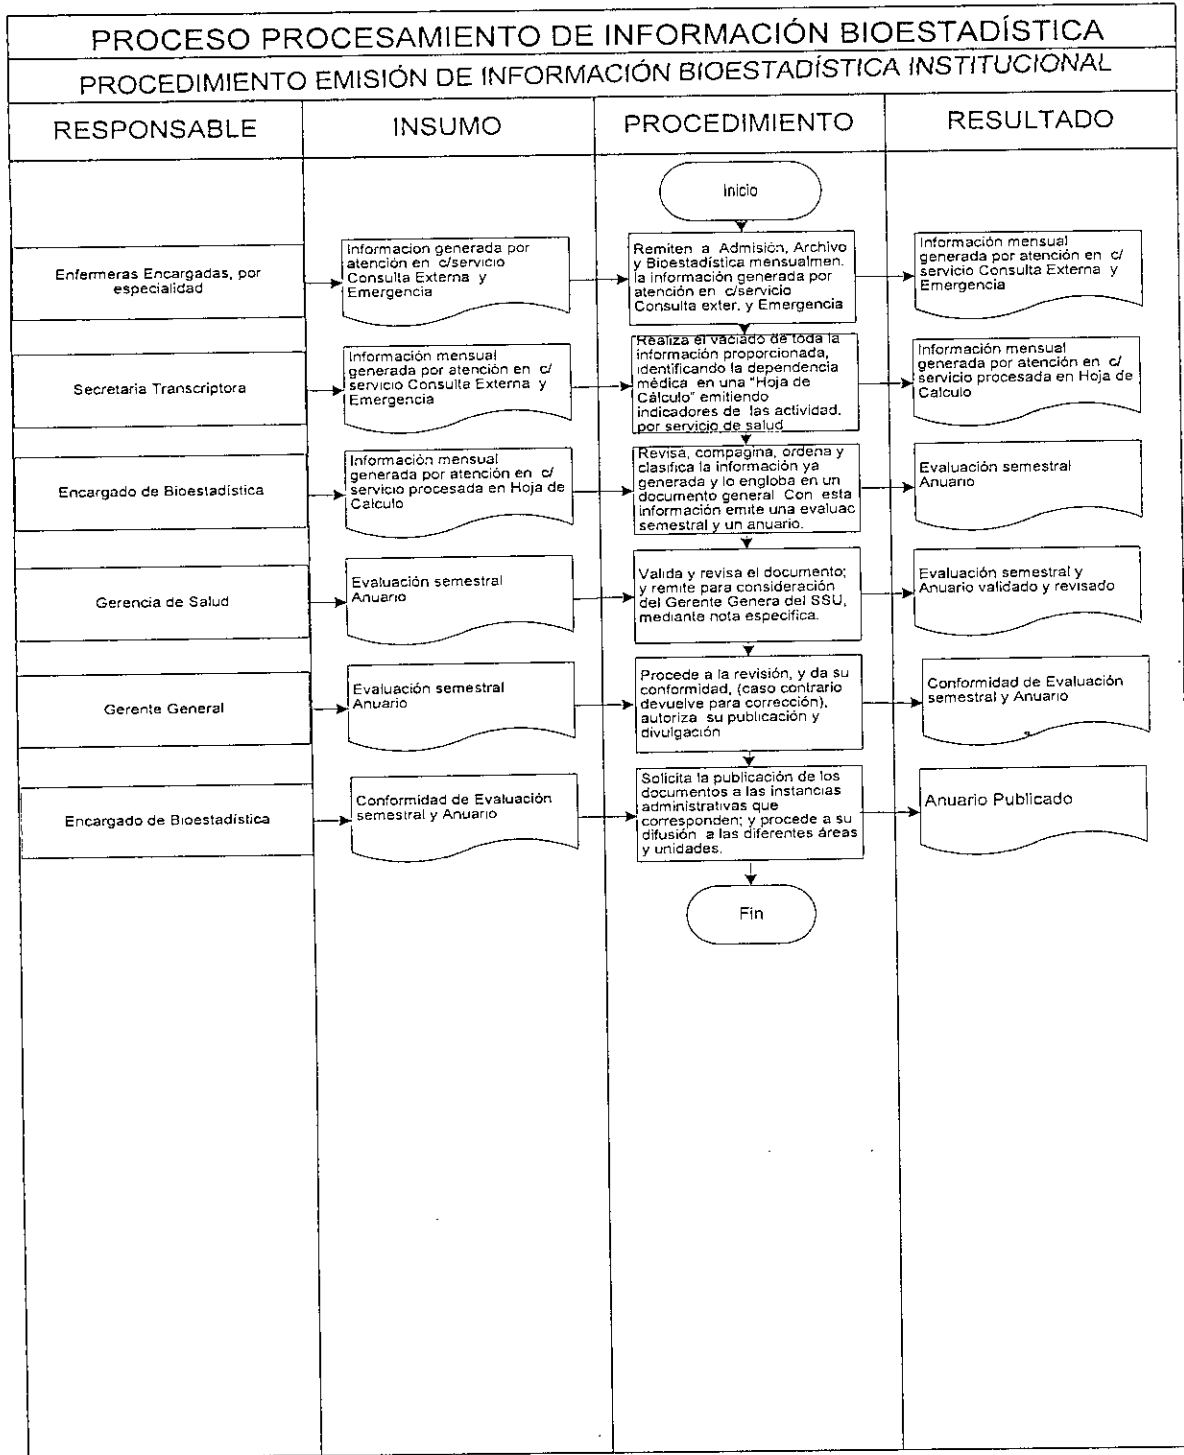 PROCESO PROCESAMIENTO DE INFORMACIÓN BIOESTADÍSTICA
PROCEDIMIENTO EMISIÓN DE INFORMACIÓN BIOESTADÍSTICA INSTITUCIONAL
RESPONSABLE
INSUMO
PROCEDIMIENTO
RESULTADO
Inicio
Enfermeras Encargadas, por
especialidad
Informacion generada por
atención en c/servicio
Consulta Externa y
Emergencia
Remiten a Admisión, Archivo
y Bioestadística mensualmen.
la información generada por
atención en c/servicio
Consulta exter. y Emergencia
Información mensual
generada por atención en c/
servicio Consulta Externa y
Emergencia
Secretaria Transcriptora
Información mensual
generada por atención en c/
servicio Consulta Externa y
Emergencia
Realiza el vaciado de toda la
información proporcionada,
identificando la dependencia
médica en una "Hoja de
Cálculo" emitiendo
indicadores de las actividad.
por servicio de salud
Información mensual
generada por atención en c/
servicio procesada en Hoja de
Calculo
Encargado de Bioestadística
Información mensual
generada por atención en c/
servicio procesada en Hoja de
Calculo
Revisa, compagina, ordena y
clasifica la información ya
generada y lo engloba en un
documento general Con esta
información emite una evaluac
semestral y un anuario.
Evaluación semestral
Anuario
Gerencia de Salud
Evaluación semestral
Anuario
Valida y revisa el documento;
y remite para consideración
del Gerente Genera del SSU,
mediante nota especifica.
Evaluación semestral y
Anuario validado y revisado
Gerente General
Evaluación semestral
Anuario
Procede a la revisión, y da su
conformidad, (caso contrario
devuelve para corrección),
autoriza su publicación y
divulgación
Conformidad de Evaluación
semestral y Anuario
Encargado de Bioestadística
Conformidad de Evaluación
semestral y Anuario
Solicita la publicación de los
documentos a las instancias
administrativas que
corresponden; y procede a su
difusión a las diferentes áreas
y unidades.
Anuario Publicado
Fin